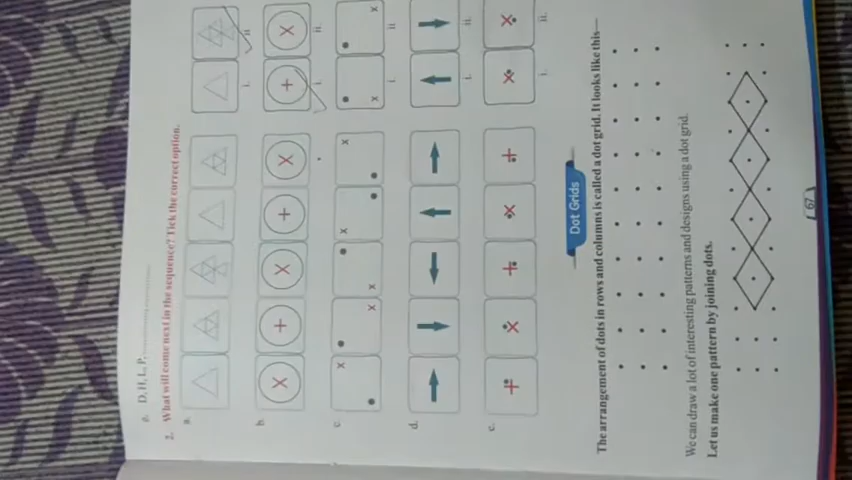 e. D, H, L, P,
2. What will come next in the sequence? Tick the correct option.
a. i. ii
b. i. ii.
c. i. ii
d. i. ii.
e. i. ii.
Dot Grids
The arrangement of dots in rows and columns is called a dot grid. It looks like this—
We can draw a lot of interesting patterns and designs using a dot grid.
Let us make one pattern by joining dots.
67